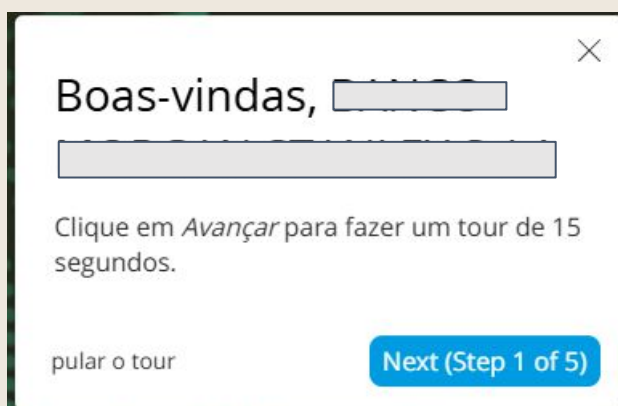 Boas-vindas,
Clique em Avançar para fazer um tour de 15
segundos.
pular o tour
Next (Step 1 of 5)